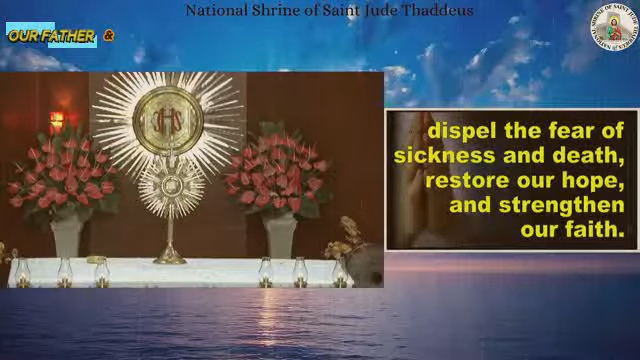 National Shrine of Saint Jude Thaddeus
OUR FATHER &
IHS
dispel the fear of
sickness and death,
restore our hope,
and strengthen
our faith.